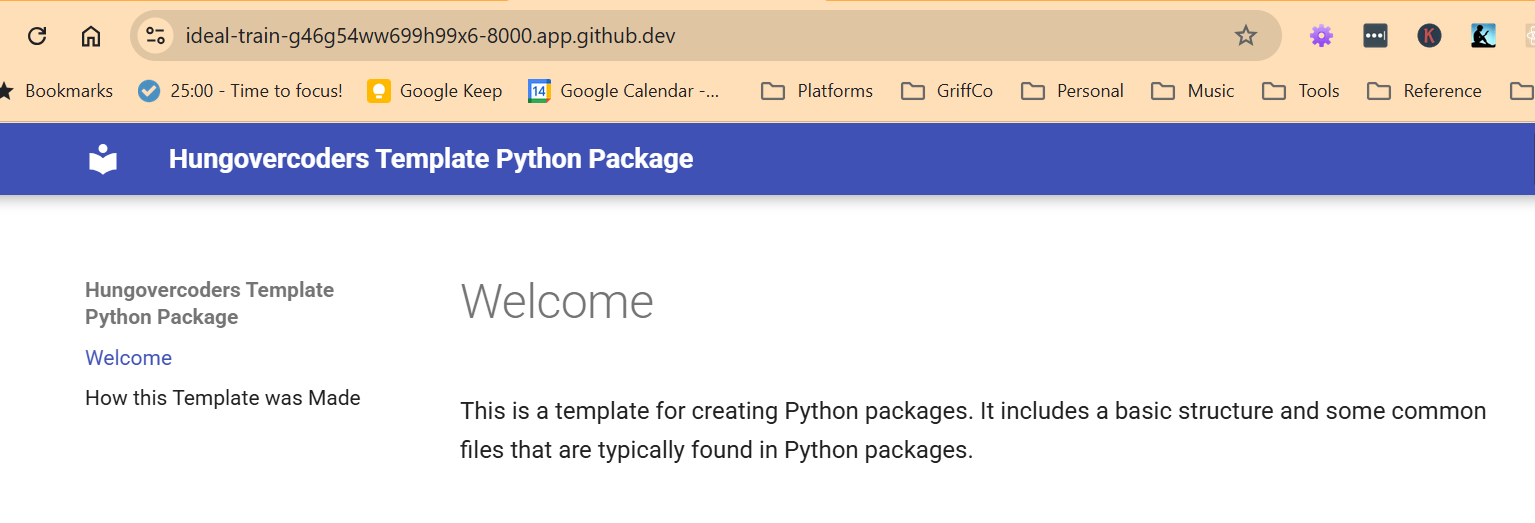 ideal-train-g46g54ww699h99x6-8000.app.github.dev
Bookmarks 25:00 - Time to focus! 14 Google Keep Google Calendar -... Platforms GriffCo Personal Music Tools Reference
K
Hungovercoders Template Python Package
Hungovercoders Template
Python Package
Welcome
How this Template was Made
Welcome
This is a template for creating Python packages. It includes a basic structure and some common
files that are typically found in Python packages.